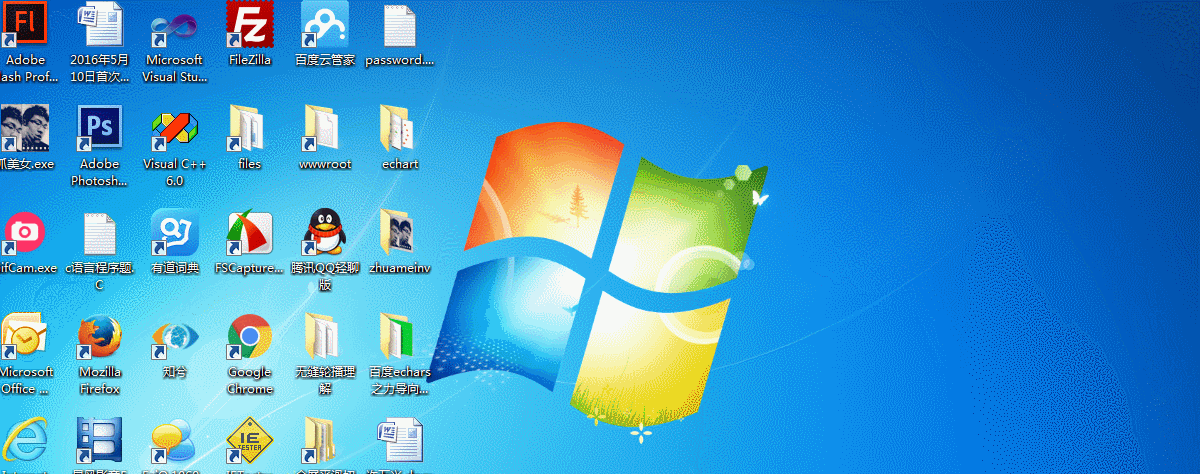 Fl
Adobe
ash Prof...
2016年5月
10日首次...
Microsoft
Visual Stu...
Fz
FileZilla
百度云管家
password....
抓美女.exe
Ps
Adobe
Photosh...
Visual C++
6.0
files
wwwroot
echart
ifCam.exe
c语言程序题.
C
有道词典
FSCapture...
腾讯QQ轻聊
版
zhuameinv
Microsoft
Office ...
Mozilla
Firefox
知兮
Google
Chrome
无缝轮播理
解
百度echars
之力导向...
IE
TESTER